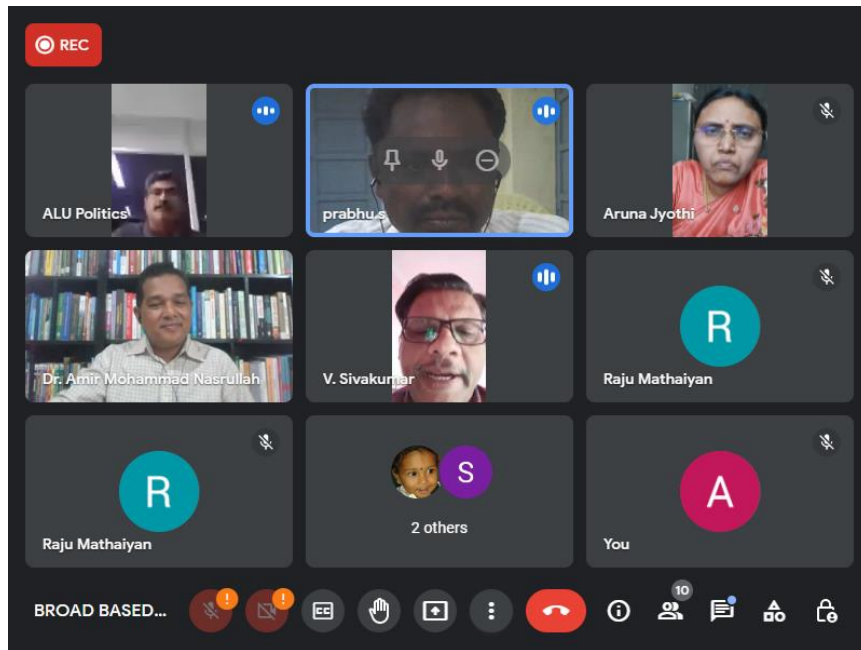 REC
ALU Politics
prabhu s
Aruna Jyothi
Dr. Amir Mohammad Nasrullah
V. Sivakumar
R
Raju Mathaiyan
R
Raju Mathaiyan
S
2 others
A
You
BROAD BASED...
!
!
CC
10